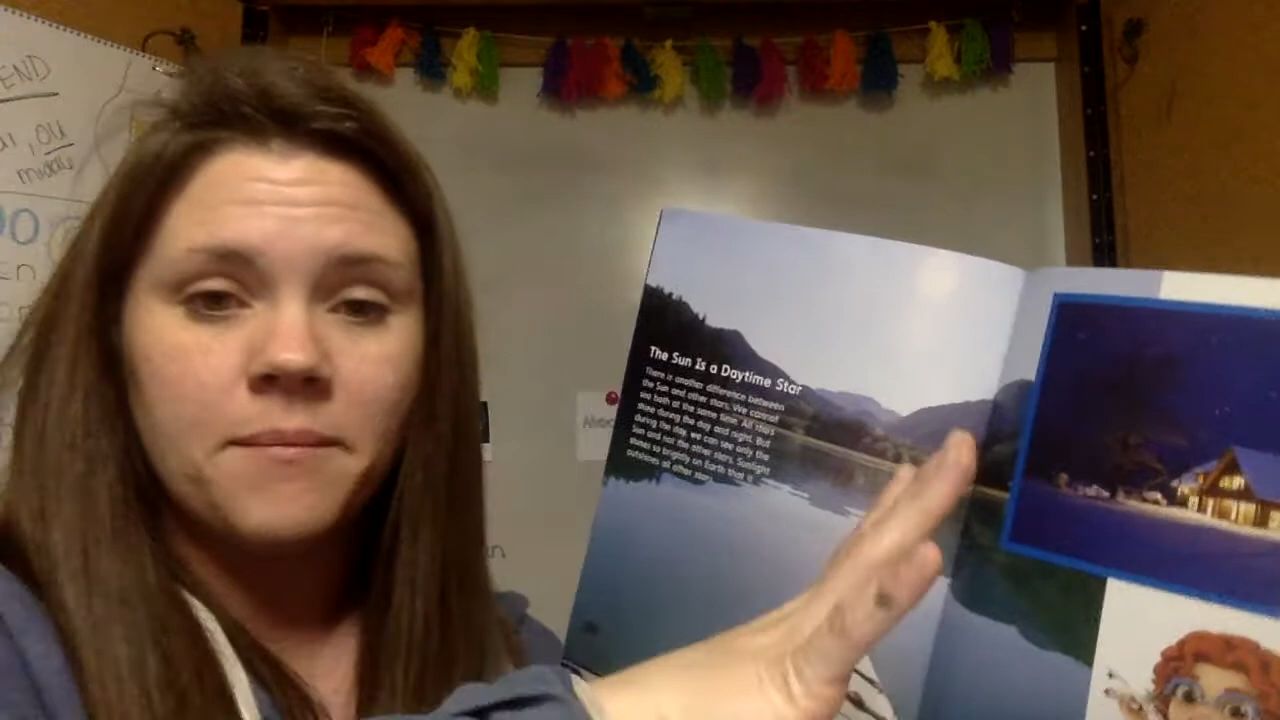 END
, ou
middle
The Sun Is a Daytime Star
There is another difference between
the Sun and other stars. We cannot
see both at the same time. All stars
shine during the day and night. But
during the day, we can see only the
Sun and not the other stars. Sunlight
shines so brightly on Earth that it
outshines all other stars.